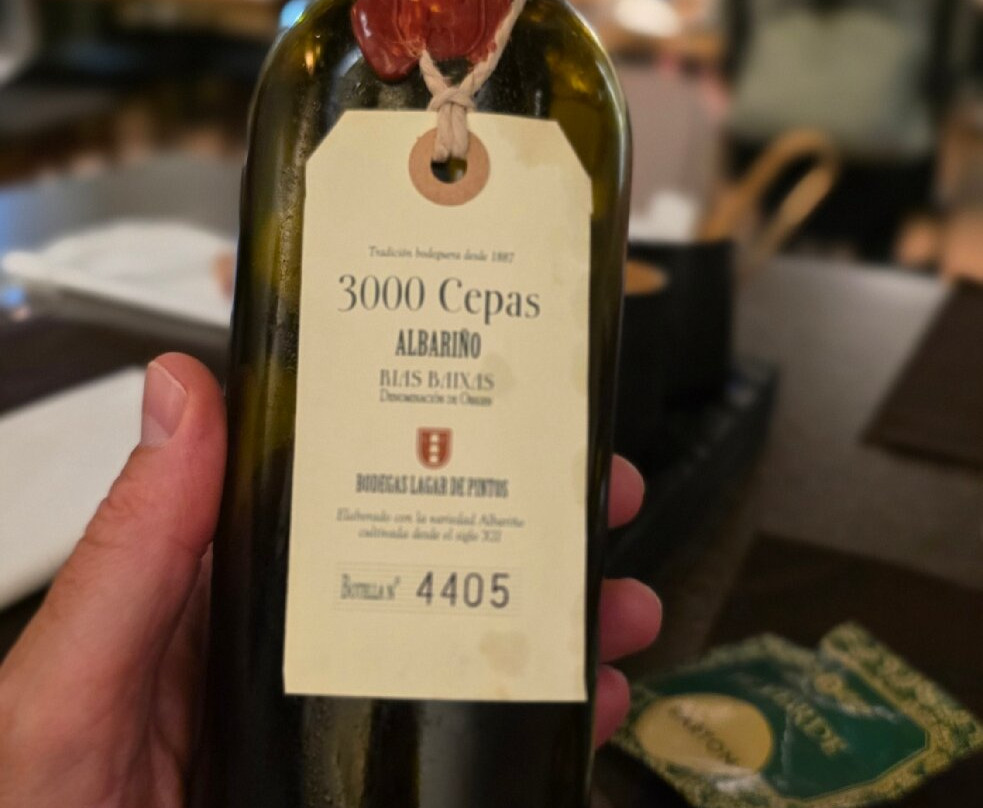 Tradición bodeguera desde 1887
3000 Cepas
ALBARIÑO
RIAS BAIXAS
DENOMINACIÓN DE ORIGEN
BODEGAS LAGAR DE PINTOS
Elaborado con la variedad Albariño
cultivada desde el siglo XII
BOTELLA Nº 4405